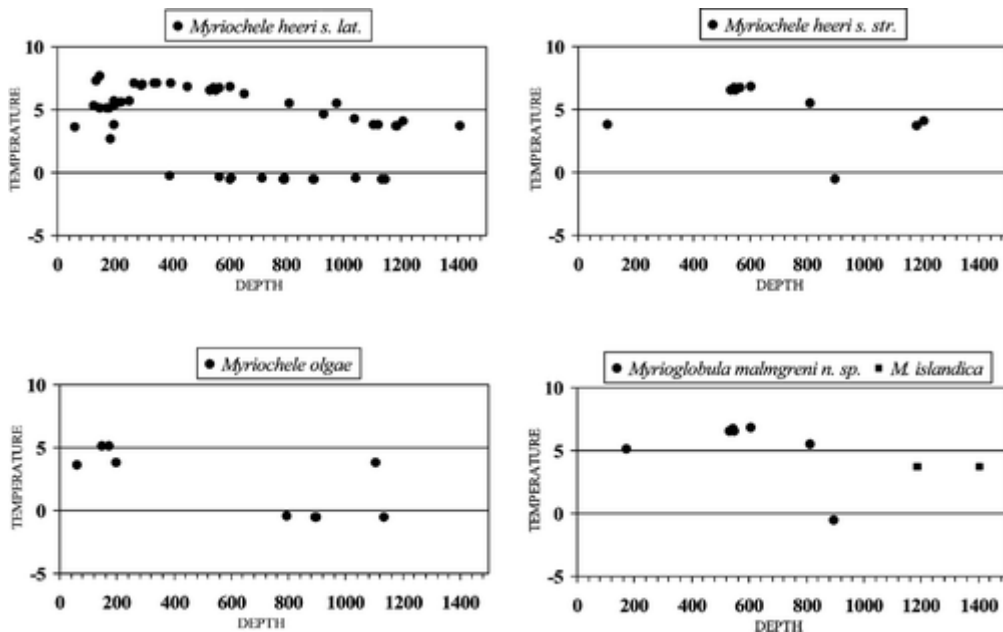 Myriochele heeri s. lat.
10
5
0
-5
TEMPERATURE
0 200 400 600 800 1000 1200 1400
DEPTH
Myriochele heeri s. str.
10
5
0
-5
TEMPERATURE
0 200 400 600 800 1000 1200 1400
DEPTH
Myriochele olgae
10
5
0
-5
TEMPERATURE
0 200 400 600 800 1000 1200 1400
DEPTH
Myrioglobula malmgreni n. sp. M. islandica
10
5
0
-5
TEMPERATURE
0 200 400 600 800 1000 1200 1400
DEPTH